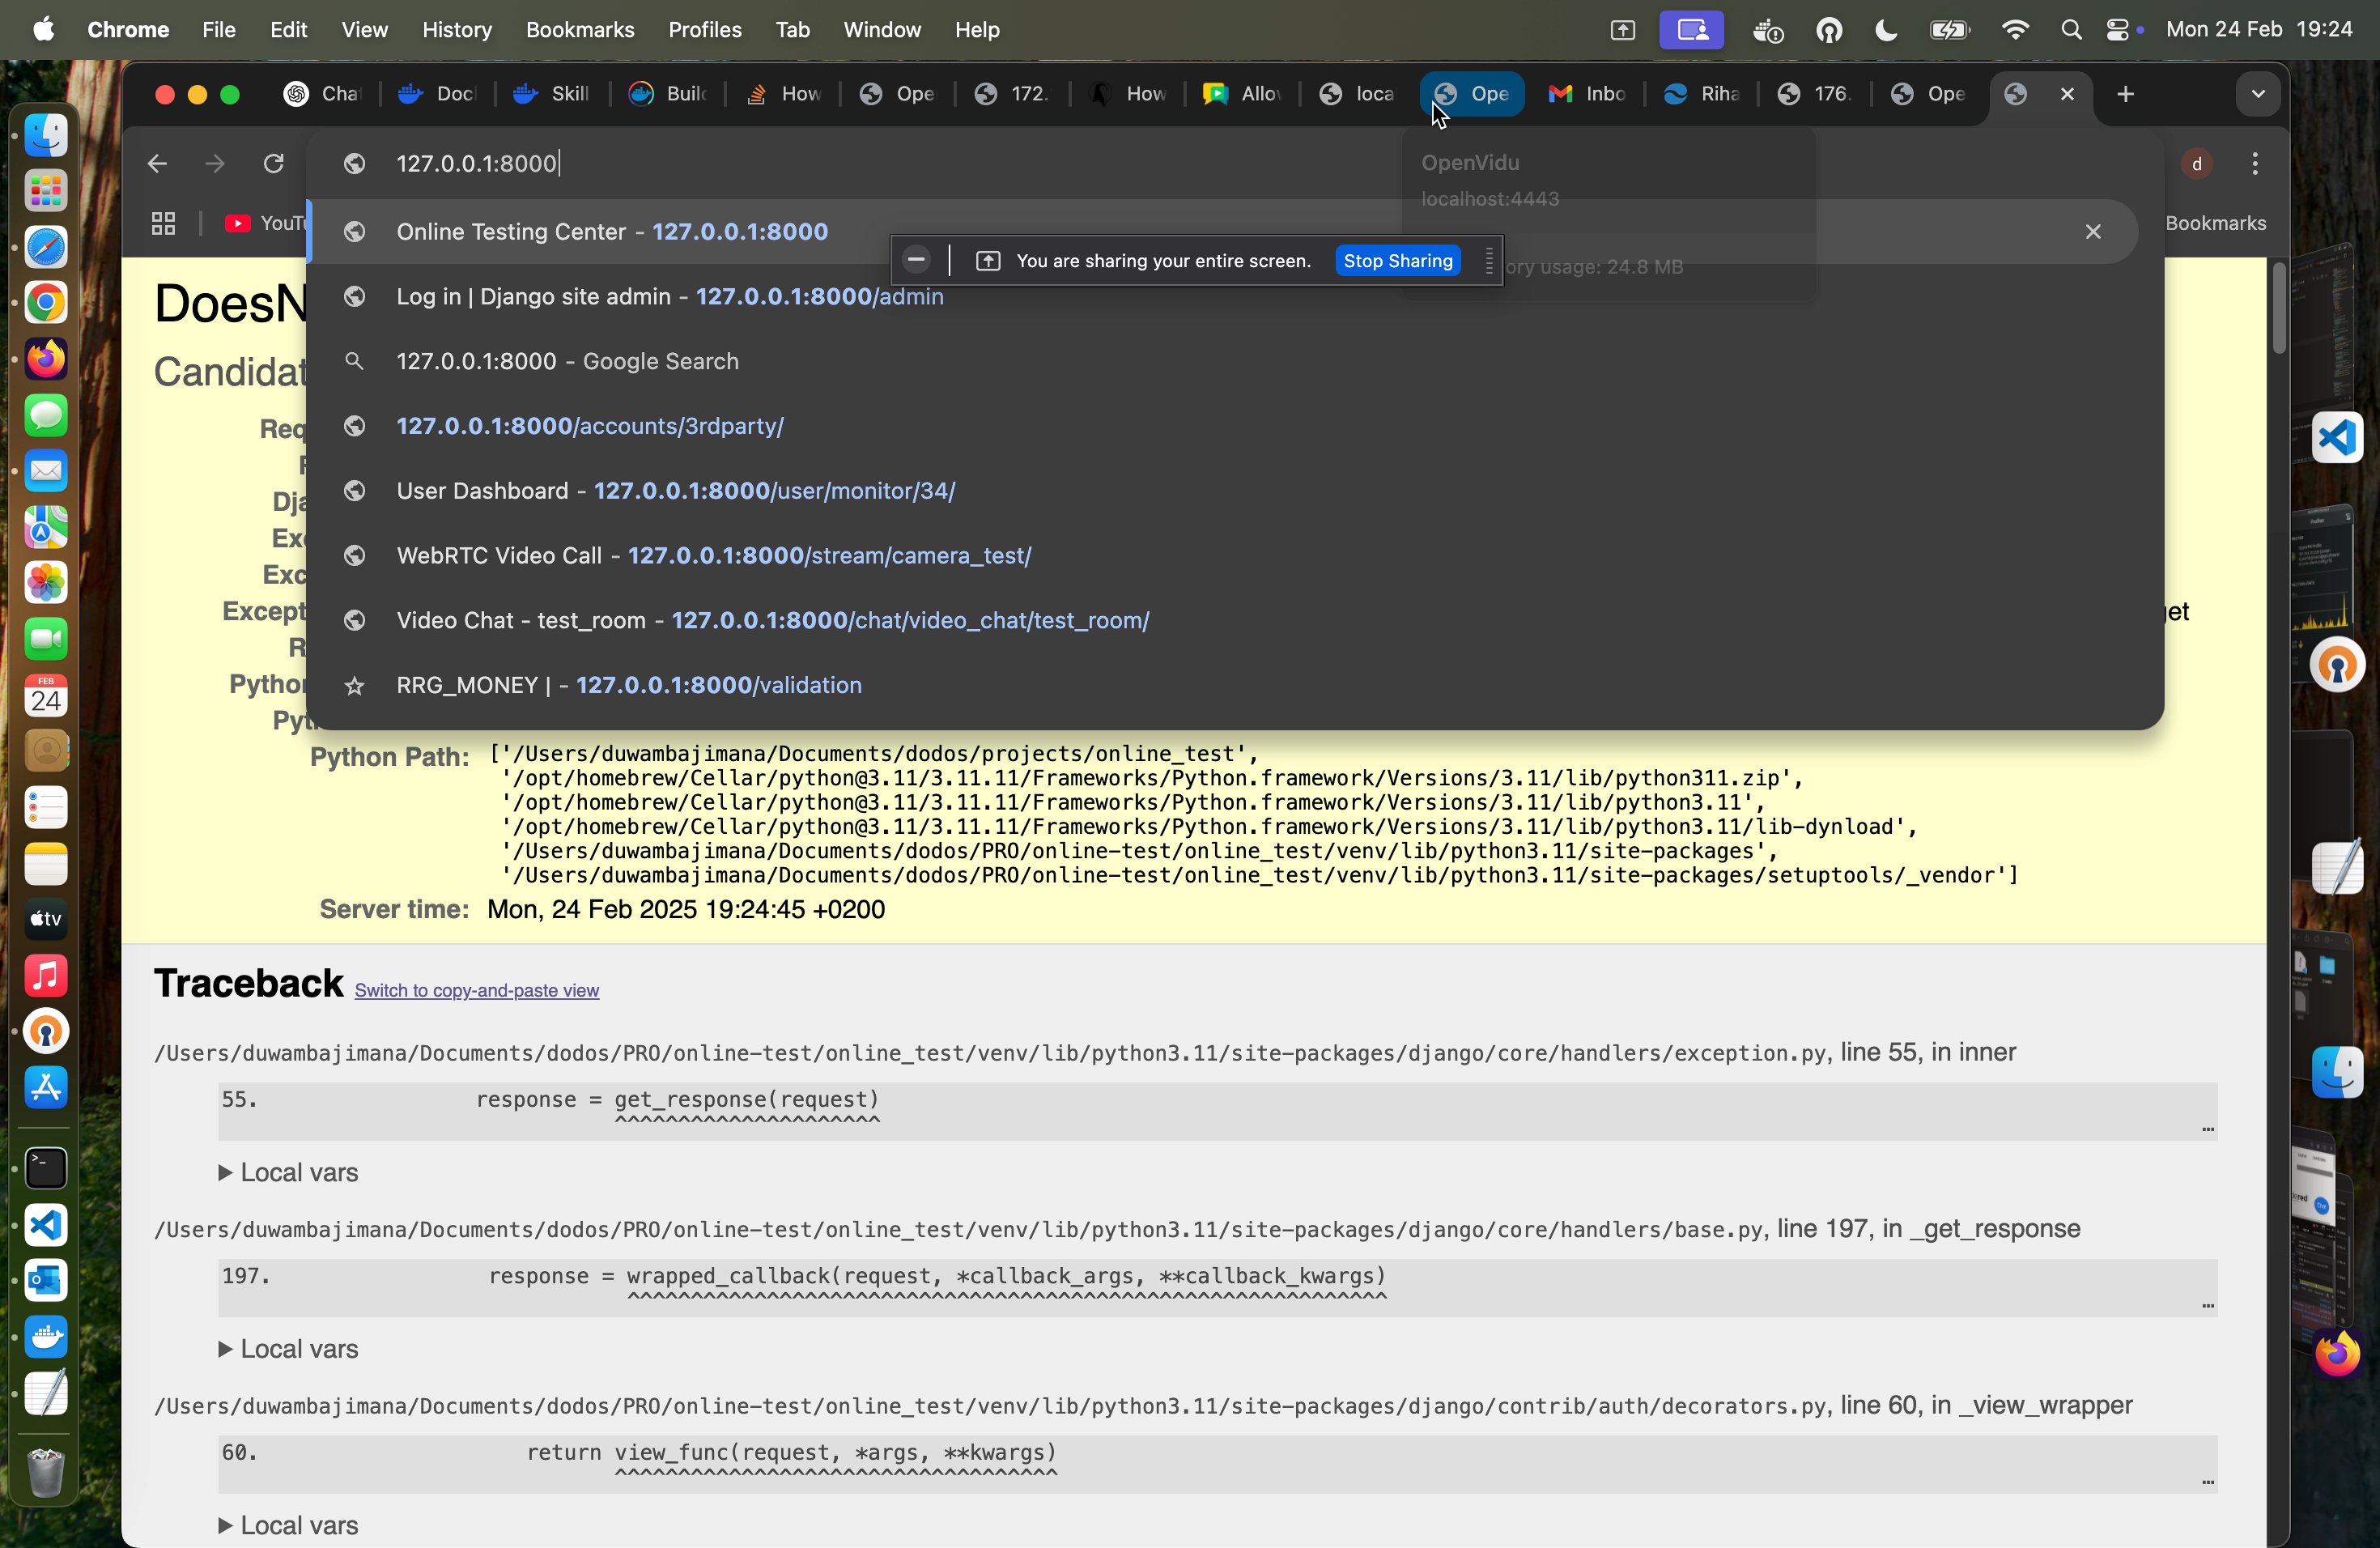 Chrome File Edit View History Bookmarks Profiles Tab Window Help Mon 24 Feb 19:24
Cha Doc Skil Buil How Ope 172. How Allo loca Ope Inbo Riha 176. Ope
127.0.0.1:8000
OpenVidu
d
localhost:4443
YouTu
Bookmarks
Online Testing Center - 127.0.0.1:8000
You are sharing your entire screen. Stop Sharing
ory usage: 24.8 MB
Log in | Django site admin - 127.0.0.1:8000/admin
127.0.0.1:8000 - Google Search
127.0.0.1:8000/accounts/3rdparty/
User Dashboard - 127.0.0.1:8000/user/monitor/34/
WebRTC Video Call - 127.0.0.1:8000/stream/camera_test/
Video Chat - test_room - 127.0.0.1:8000/chat/video_chat/test_room/
RRG_MONEY | - 127.0.0.1:8000/validation
DoesN
Candidat
Req
Dja
Exc
Except
get
R
Python
Pyt
Python Path: ['/Users/duwambajimana/Documents/dodos/projects/online_test',
'/opt/homebrew/Cellar/python@3.11/3.11.11/Frameworks/Python.framework/Versions/3.11/lib/python311.zip',
'/opt/homebrew/Cellar/python@3.11/3.11.11/Frameworks/Python.framework/Versions/3.11/lib/python3.11',
'/opt/homebrew/Cellar/python@3.11/3.11.11/Frameworks/Python.framework/Versions/3.11/lib/python3.11/lib-dynload',
'/Users/duwambajimana/Documents/dodos/PRO/online-test/online_test/venv/lib/python3.11/site-packages',
'/Users/duwambajimana/Documents/dodos/PRO/online-test/online_test/venv/lib/python3.11/site-packages/setuptools/_vendor']
Server time: Mon, 24 Feb 2025 19:24:45 +0200
Traceback Switch to copy-and-paste view
/Users/duwambajimana/Documents/dodos/PRO/online-test/online_test/venv/lib/python3.11/site-packages/django/core/handlers/exception.py, line 55, in inner
55. response = get_response(request)
^^^^^^^^^^^^^^^^^^^^^
…
▶ Local vars
/Users/duwambajimana/Documents/dodos/PRO/online-test/online_test/venv/lib/python3.11/site-packages/django/core/handlers/base.py, line 197, in _get_response
197. response = wrapped_callback(request, *callback_args, **callback_kwargs)
^^^^^^^^^^^^^^^^^^^^^^^^^^^^^^^^^^^^^^^^^^^^^^^^^^^^^^^^^^^^
…
▶ Local vars
/Users/duwambajimana/Documents/dodos/PRO/online-test/online_test/venv/lib/python3.11/site-packages/django/contrib/auth/decorators.py, line 60, in _view_wrapper
60. return view_func(request, *args, **kwargs)
^^^^^^^^^^^^^^^^^^^^^^^^^^^^^^^^^^^
…
▶ Local vars
FEB
24
tv